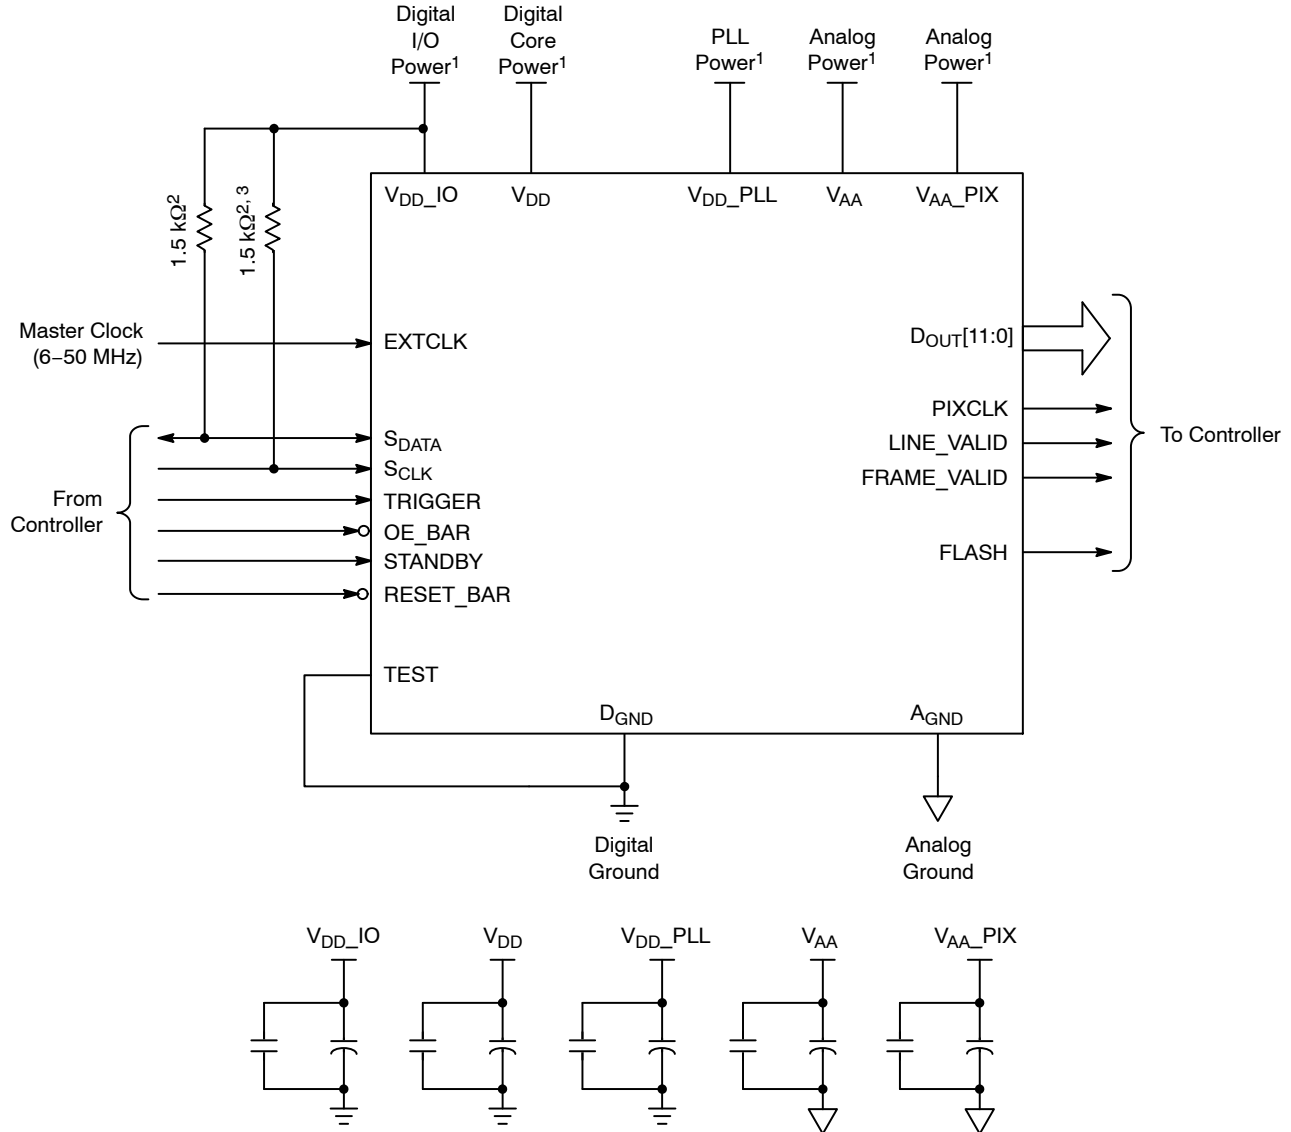 Digital
I/O
Power1
Digital
Core
Power1
PLL
Power1
Analog
Power1
Analog
Power1
VDD_IO
VDD
VDD_PLL
VAA
VAA_PIX
1.5 kΩ2
1.5 kΩ2, 3
Master Clock
(6–50 MHz)
EXTCLK
DOUT[11:0]
PIXCLK
LINE_VALID
FRAME_VALID
FLASH
To Controller
From
Controller
SDATA
SCLK
TRIGGER
OE_BAR
STANDBY
RESET_BAR
TEST
DGND
AGND
Digital
Ground
Analog
Ground
VDD_IO
VDD
VDD_PLL
VAA
VAA_PIX